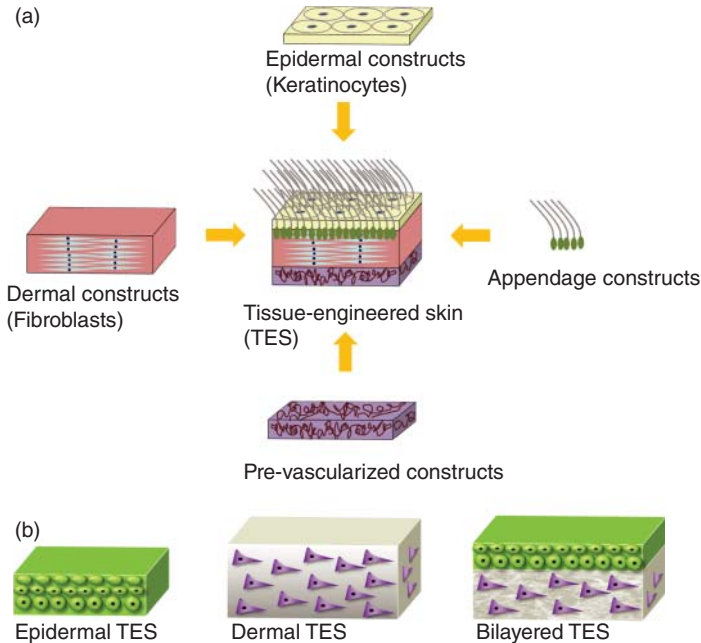 (a)
Epidermal constructs
(Keratinocytes)
Dermal constructs
(Fibroblasts)
Tissue-engineered skin
(TES)
Appendage constructs
Pre-vascularized constructs
(b)
Epidermal TES
Dermal TES
Bilayered TES